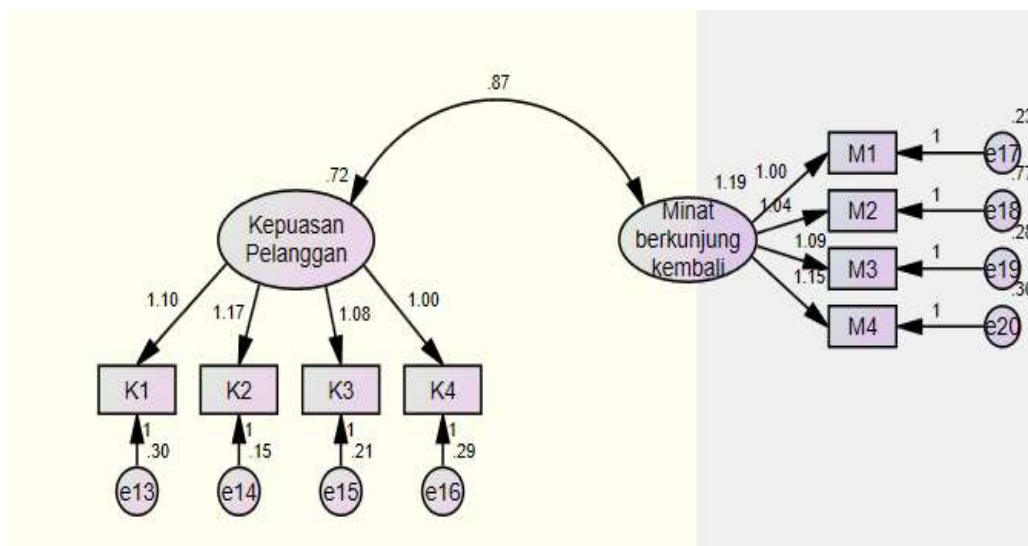 .87
.72
Kepuasan
Pelanggan
1.10
1.17
1.08
1.00
K1
K2
K3
K4
1
.30
1
.15
1
.21
1
.29
e13
e14
e15
e16
1.19
Minat
berkunjung
kembali
1.00
1.04
1.09
1.15
M1
M2
M3
M4
1
1
1
1
.23
e17
.77
e18
.28
e19
e20